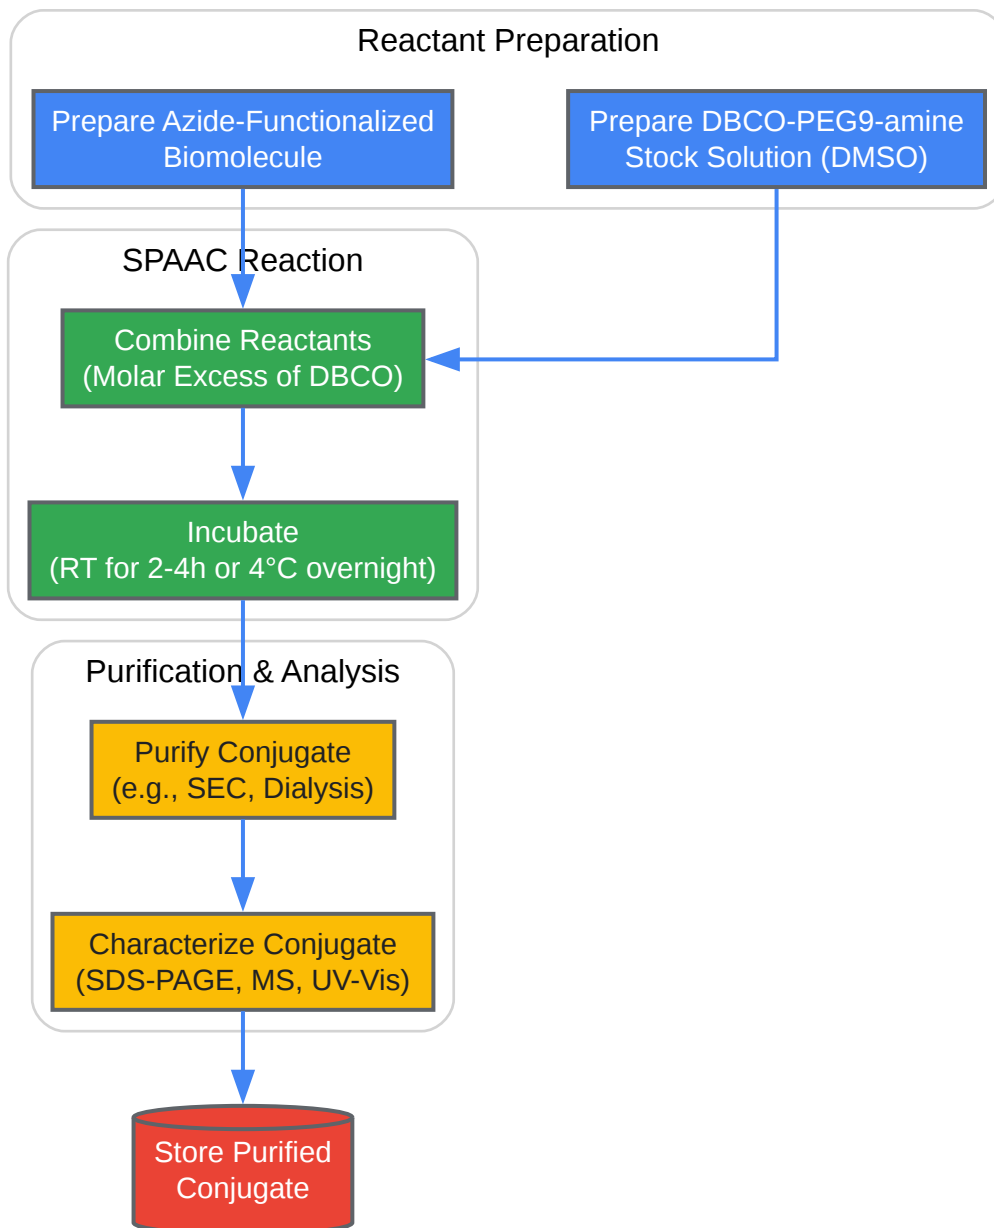 Reactant Preparation
Prepare Azide-Functionalized
Biomolecule
Prepare DBCO-PEG9-amine
Stock Solution (DMSO)
SPAAC Reaction
Combine Reactants
(Molar Excess of DBCO)
Incubate
(RT for 2-4h or 4°C overnight)
Purification & Analysis
Purify Conjugate
(e.g., SEC, Dialysis)
Characterize Conjugate
(SDS-PAGE, MS, UV-Vis)
Store Purified
Conjugate